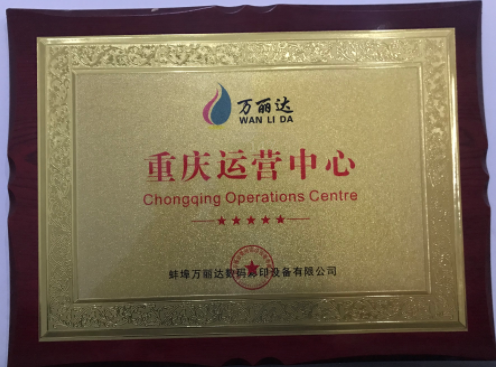 万丽达
WAN LI DA
重庆运营中心
Chongqing Operations Centre
★★★★★
蚌埠万丽达数码影印设备有限公司